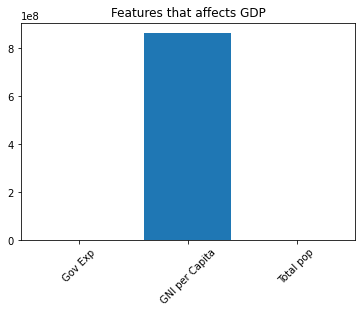 Features that affects GDP
1e8
8
6
4
2
0
Gov Exp
GNI per Capita
Total pop